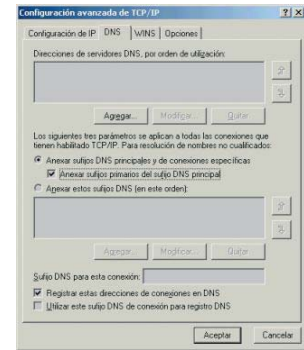 Configuración avanzada de TCP/IP
Configuración de IP DNS WINS Opciones
Direcciones de servidores DNS, por orden de utilización:
Agregar... Modificar... Quitar
Los siguientes tres parámetros se aplican a todas las conexiones que
tienen habilitado TCP/IP. Para resolución de nombres no cualificados:
Anexar sufijos DNS principales y de conexiones específicas
Anexar sufijos primarios del sufijo DNS principal
Anexar estos sufijos DNS (en este orden):
Agregar... Modificar... Quitar
Sufijo DNS para esta conexión:
Registrar estas direcciones de conexiones en DNS
Utilizar este sufijo DNS de conexión para registro DNS
Aceptar Cancelar